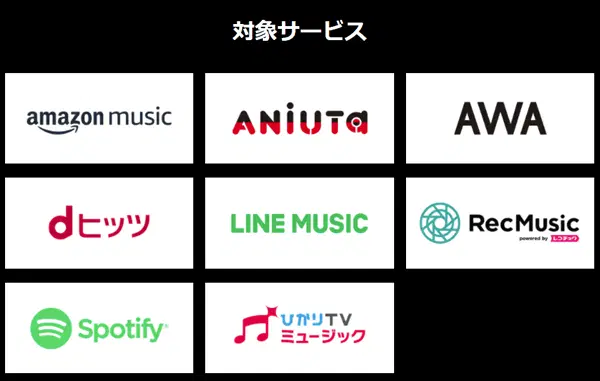 対象サービス
amazon music
ANiUTa
AWA
dヒッツ
LINE MUSIC
RecMusic
powered by レコチョク
Spotify
ひかりTV
ミュージック